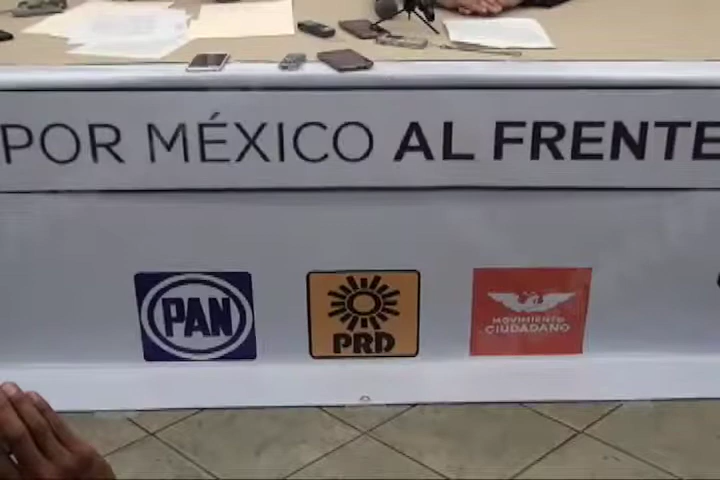 POR MÉXICO AL FRENTE
PAN
PRD
MOVIMIENTO
CIUDADANO